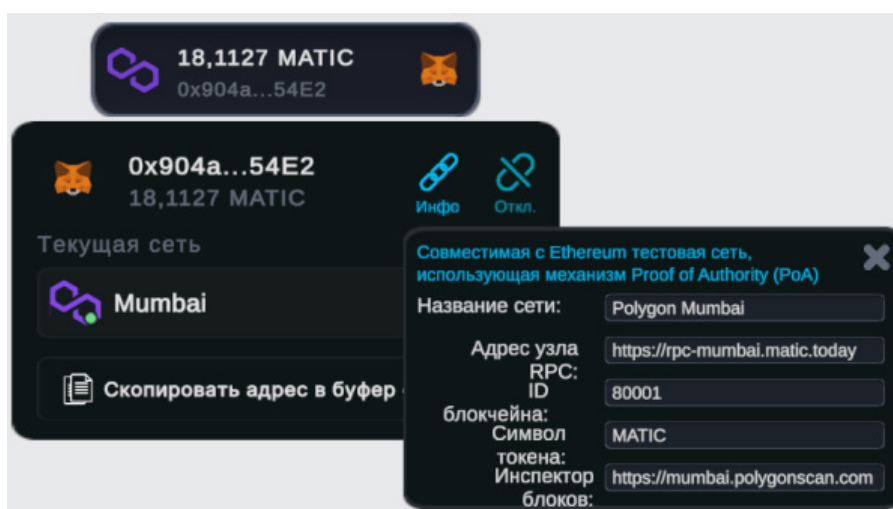 18,1127 MATIC
0x904a...54E2
0x904a...54E2
18,1127 MATIC
Инфо
Откл.
Текущая сеть
Mumbai
Скопировать адрес в буфер
Совместимая с Ethereum тестовая сеть,
использующая механизм Proof of Authority (PoA)
Название сети:
Polygon Mumbai
Адрес узла
RPC:
https://rpc-mumbai.matic.today
ID
блокчейна:
80001
Символ
токена:
MATIC
Инспектор
блоков:
https://mumbai.polygonscan.com